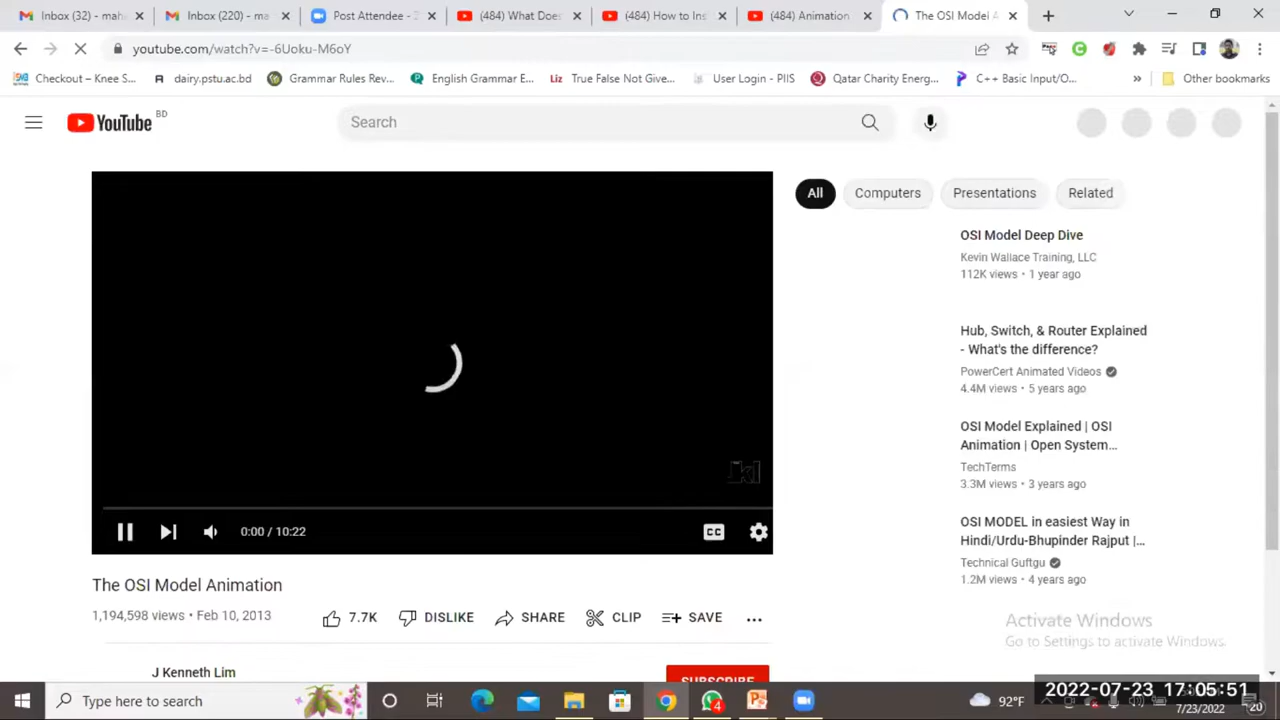 Inbox (32) - mah
Inbox (220) - ma
Post Attendee - Z
(484) What Does
(484) How to Ins
(484) Animation
The OSI Model A
youtube.com/watch?v=-6Uoku-M6oY
Checkout – Knee S...
dairy.pstu.ac.bd
Grammar Rules Rev...
English Grammar E...
Liz True False Not Give...
User Login - PIIS
Qatar Charity Energ...
C++ Basic Input/O...
»
Other bookmarks
YouTube BD
Search
All
Computers
Presentations
Related
OSI Model Deep Dive
Kevin Wallace Training, LLC
112K views • 1 year ago
Hub, Switch, & Router Explained
- What's the difference?
PowerCert Animated Videos
4.4M views • 5 years ago
OSI Model Explained | OSI
Animation | Open System...
TechTerms
3.3M views • 3 years ago
OSI MODEL in easiest Way in
Hindi/Urdu-Bhupinder Rajput |...
Technical Guftgu
1.2M views • 4 years ago
Jkl
0:00 / 10:22
CC
The OSI Model Animation
1,194,598 views • Feb 10, 2013
7.7K
DISLIKE
SHARE
CLIP
SAVE
...
J Kenneth Lim
SUBSCRIBE
Activate Windows
Go to Settings to activate Windows.
Type here to search
4
92°F
2022-07-23 17:05:51
7/23/2022
20